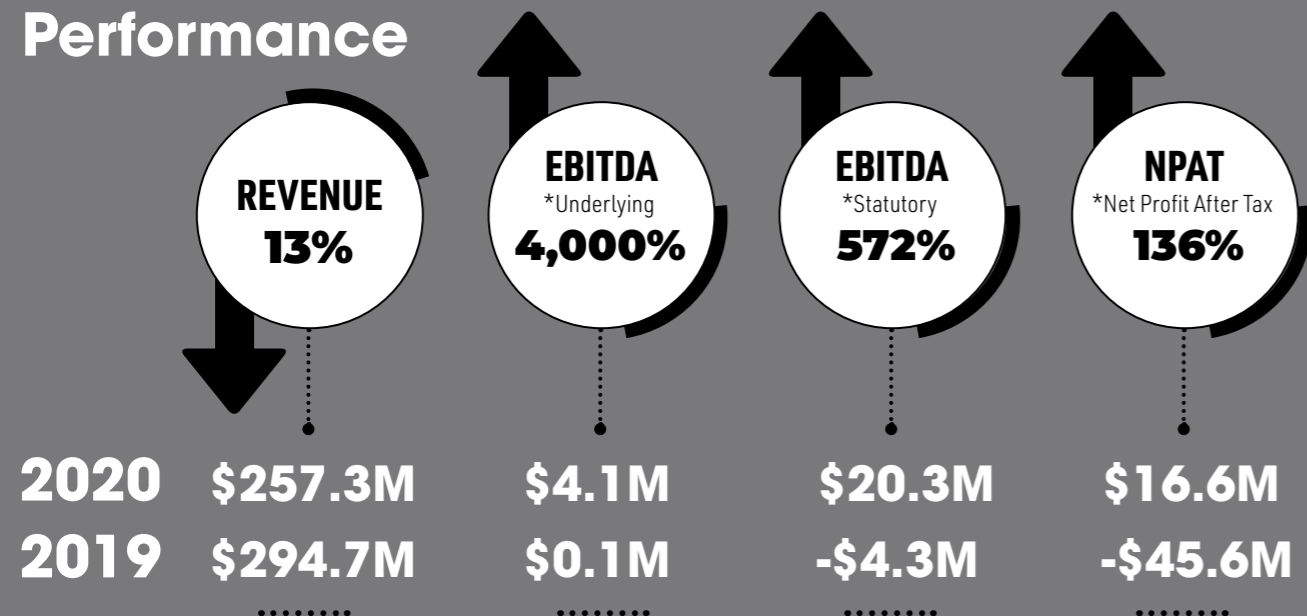 Performance
REVENUE
13%
EBITDA
*Underlying
4,000%
EBITDA
*Statutory
572%
NPAT
*Net Profit After Tax
136%
2020 $257.3M $4.1M $20.3M $16.6M
2019 $294.7M $0.1M -$4.3M -$45.6M